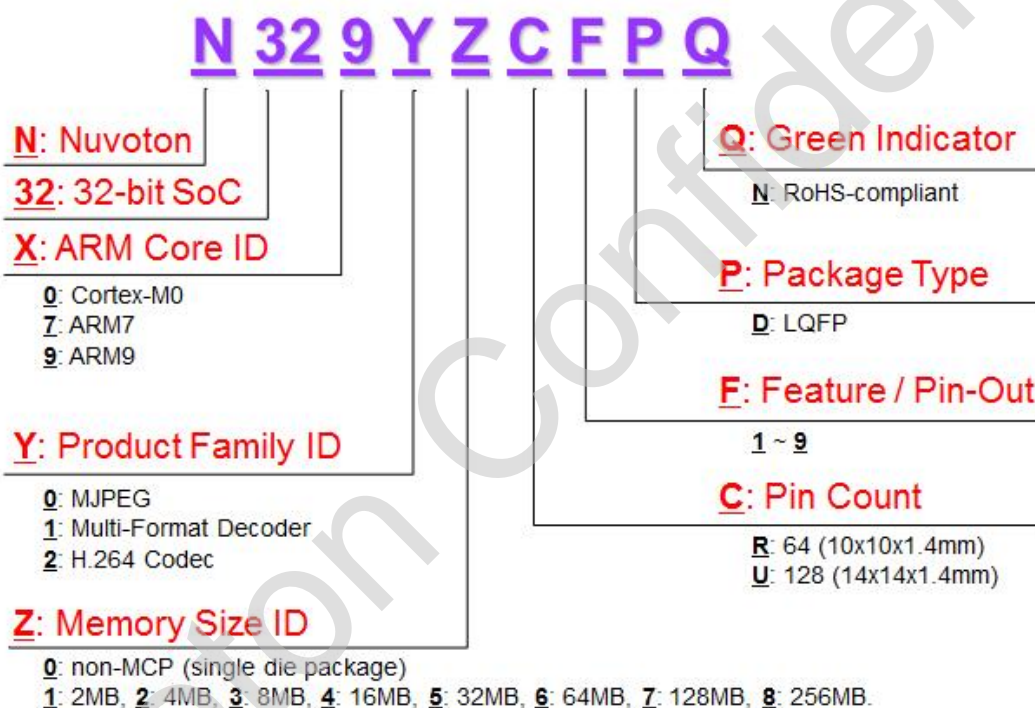 N 32 9 Y Z C F P Q
N: Nuvoton
32: 32-bit SoC
X: ARM Core ID
0: Cortex-M0
7: ARM7
9: ARM9
Y: Product Family ID
0: MJPEG
1: Multi-Format Decoder
2: H.264 Codec
Z: Memory Size ID
0: non-MCP (single die package)
1: 2MB, 2: 4MB, 3: 8MB, 4: 16MB, 5: 32MB, 6: 64MB, 7: 128MB, 8: 256MB.
Q: Green Indicator
N: RoHS-compliant
P: Package Type
D: LQFP
F: Feature / Pin-Out
1 ~ 9
C: Pin Count
R: 64 (10x10x1.4mm)
U: 128 (14x14x1.4mm)